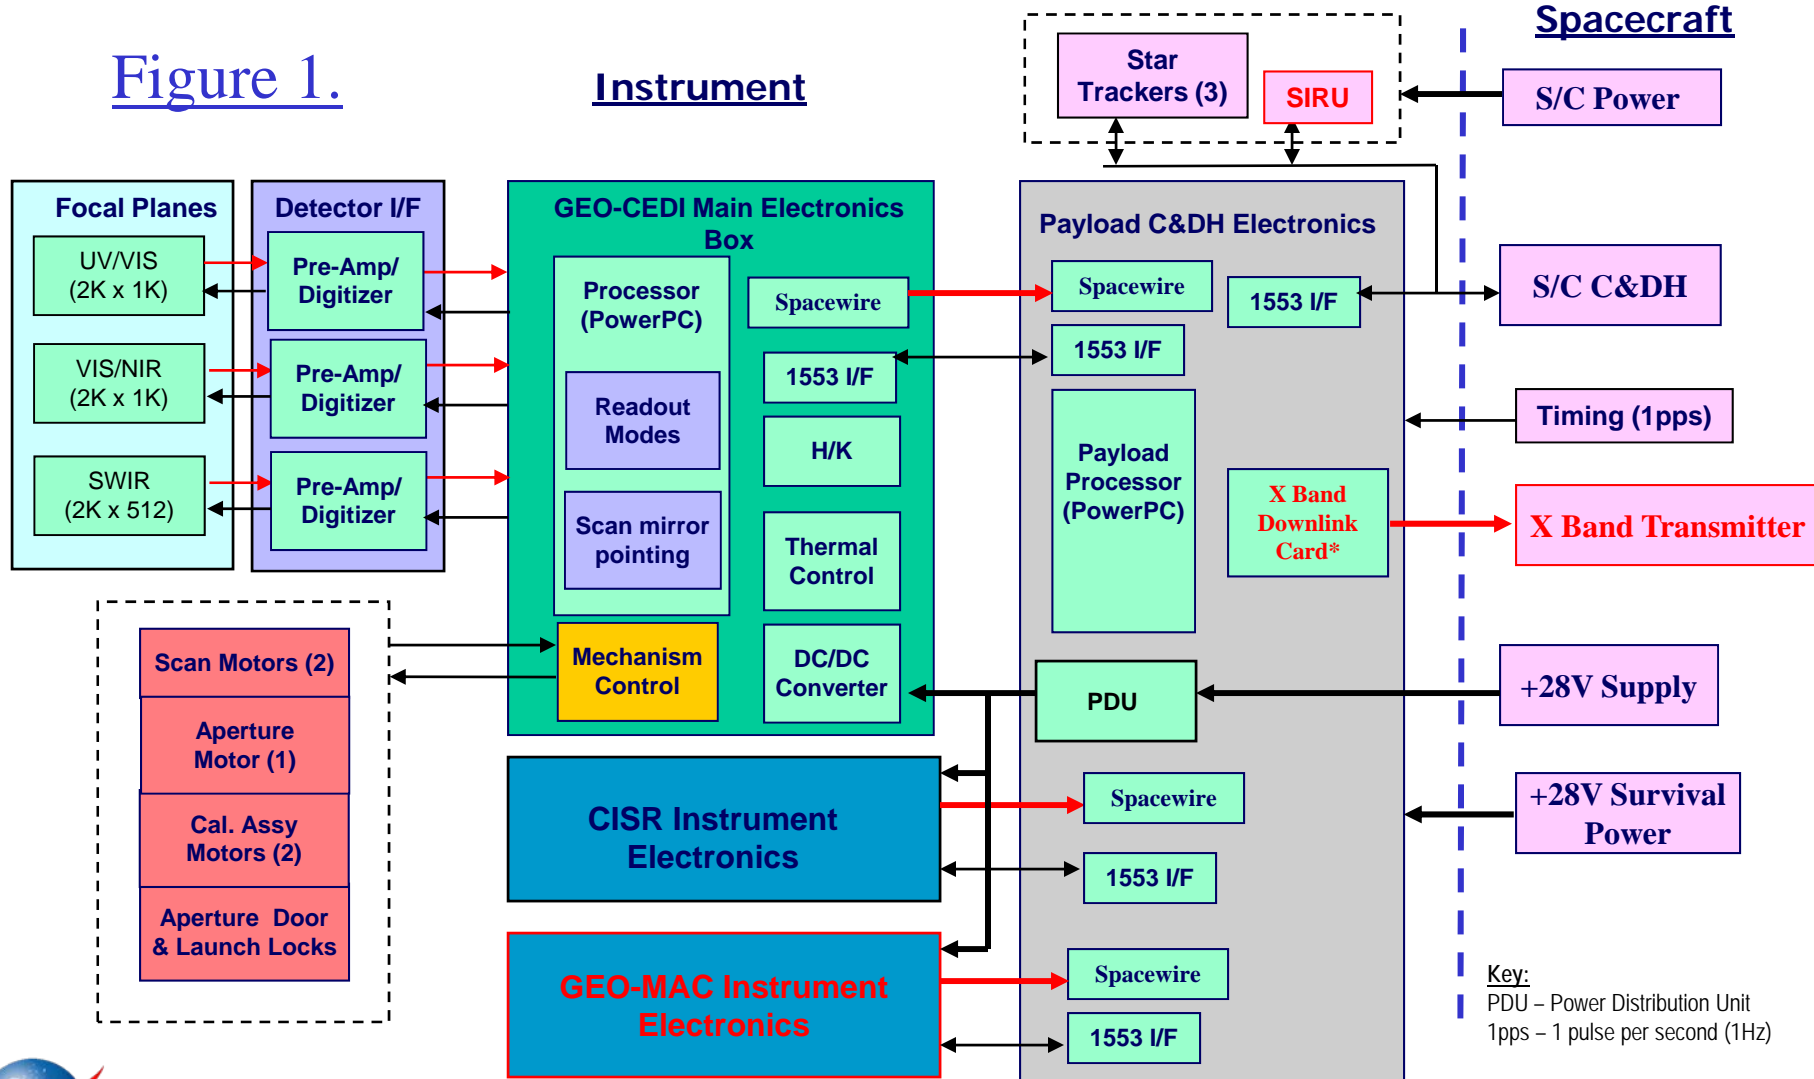 Figure 1.
Instrument
Spacecraft
Star
Trackers (3)
SIRU
S/C Power
Focal Planes
UV/VIS
(2K x 1K)
VIS/NIR
(2K x 1K)
SWIR
(2K x 512)
Detector I/F
Pre-Amp/
Digitizer
Pre-Amp/
Digitizer
Pre-Amp/
Digitizer
GEO-CEDI Main Electronics
Box
Processor
(PowerPC)
Readout
Modes
Scan mirror
pointing
Mechanism
Control
Spacewire
1553 I/F
H/K
Thermal
Control
DC/DC
Converter
Payload C&DH Electronics
Spacewire
1553 I/F
1553 I/F
Payload
Processor
(PowerPC)
X Band
Downlink
Card*
PDU
Spacewire
1553 I/F
Spacewire
1553 I/F
S/C C&DH
Timing (1pps)
X Band Transmitter
+28V Supply
+28V Survival
Power
Scan Motors (2)
Aperture
Motor (1)
Cal. Assy
Motors (2)
Aperture Door
& Launch Locks
CISR Instrument
Electronics
GEO-MAC Instrument
Electronics
Key:
PDU – Power Distribution Unit
1pps – 1 pulse per second (1Hz)